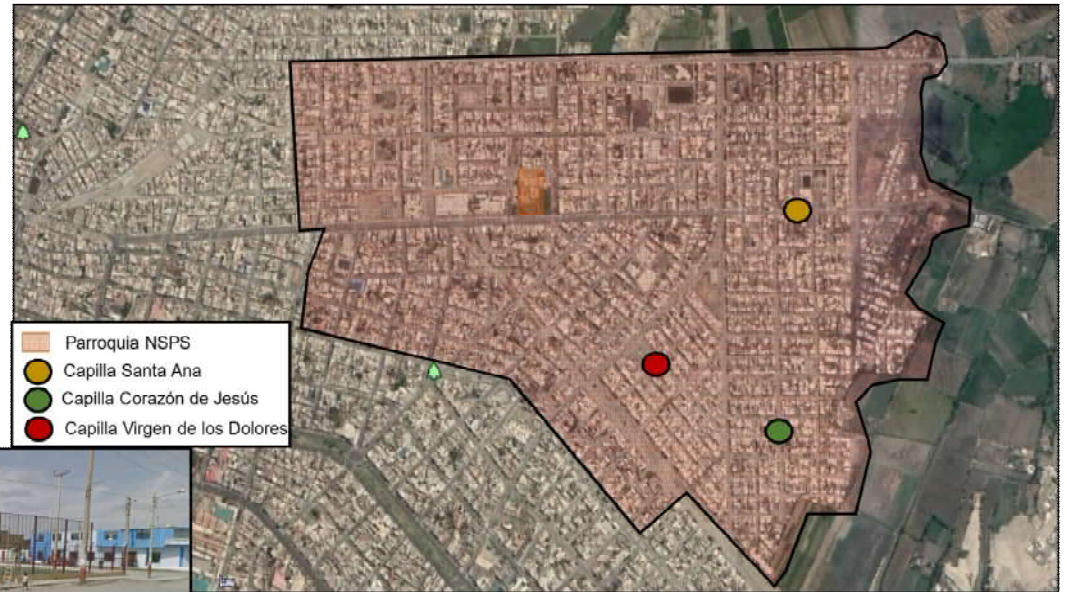 Parroquia NSPS
Capilla Santa Ana
Capilla Corazón de Jesús
Capilla Virgen de los Dolores